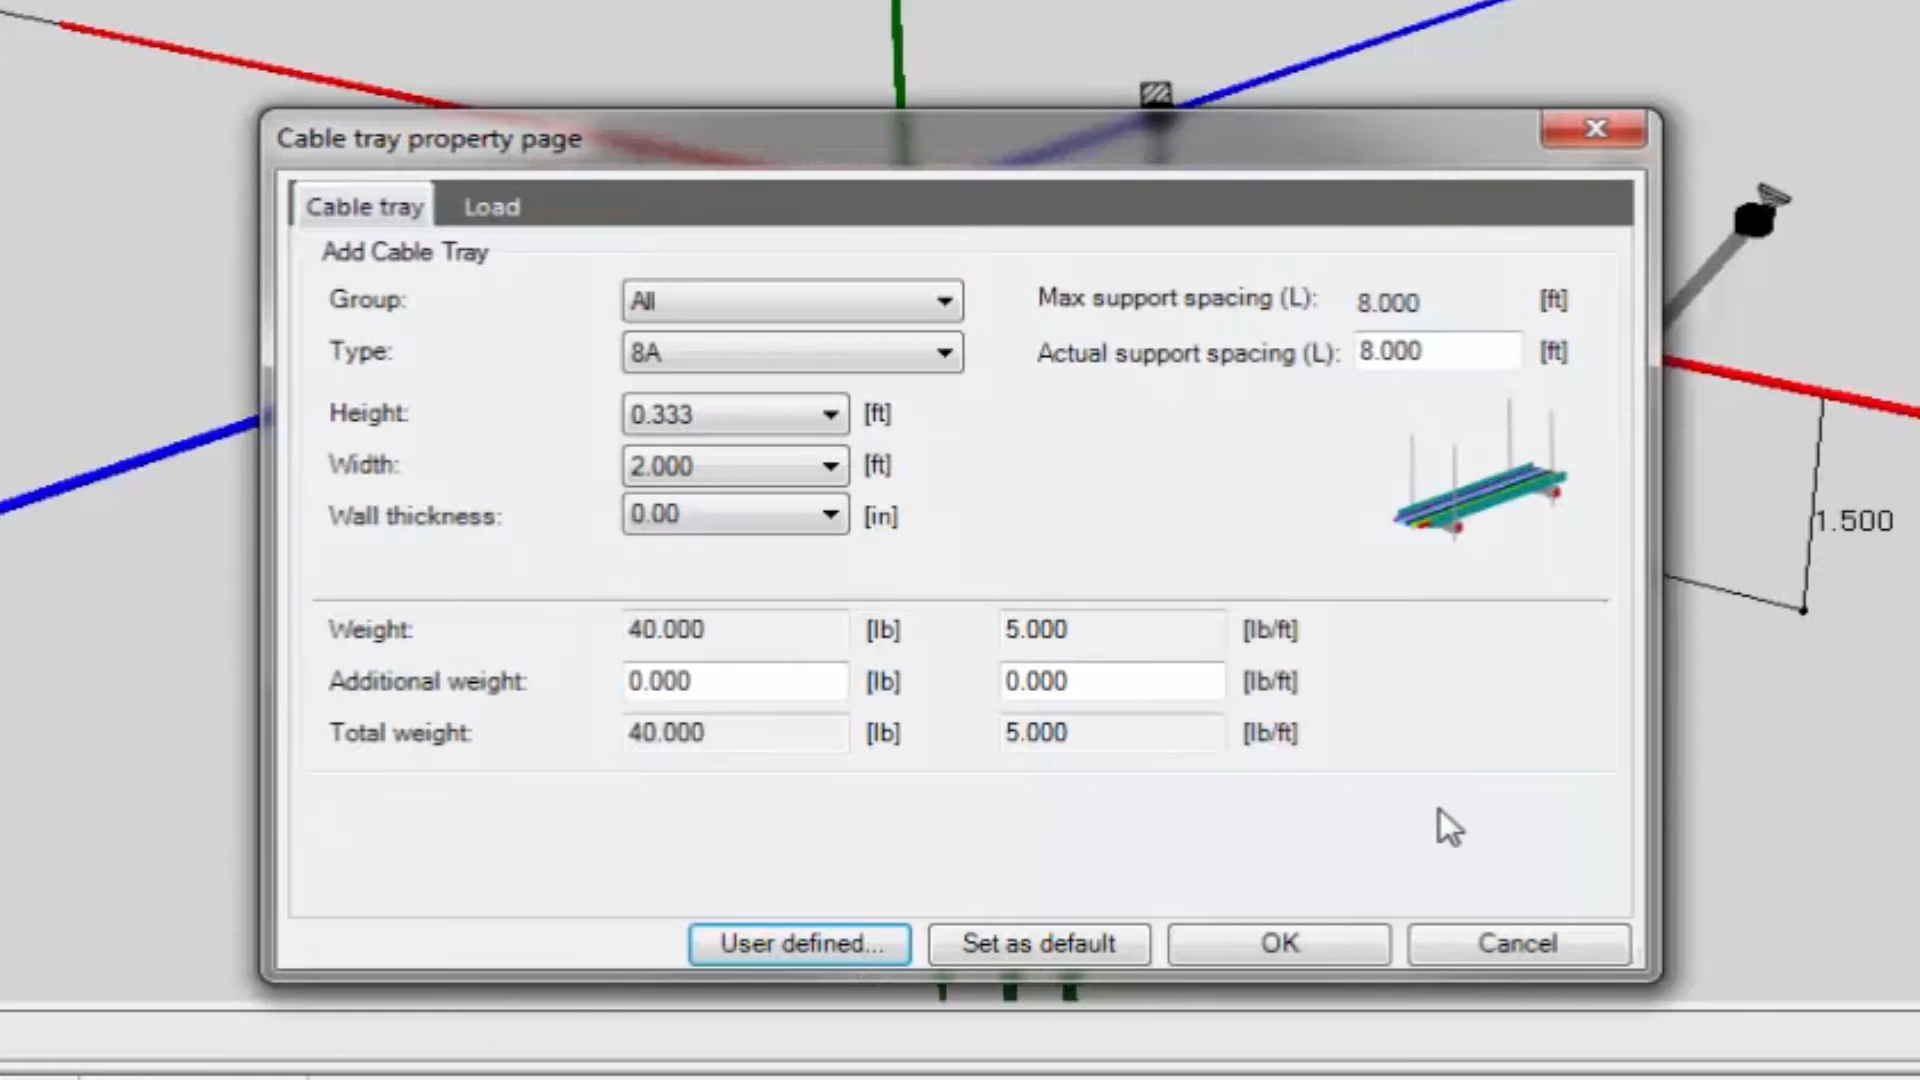 Cable tray property page
Cable tray Load
Add Cable Tray
Group: All Max support spacing (L): 8.000 [ft]
Type: 8A Actual support spacing (L): 8.000 [ft]
Height: 0.333 [ft]
Width: 2.000 [ft]
Wall thickness: 0.00 [in]
1.500
Weight: 40.000 [lb] 5.000 [lb/ft]
Additional weight: 0.000 [lb] 0.000 [lb/ft]
Total weight: 40.000 [lb] 5.000 [lb/ft]
User defined... Set as default OK Cancel